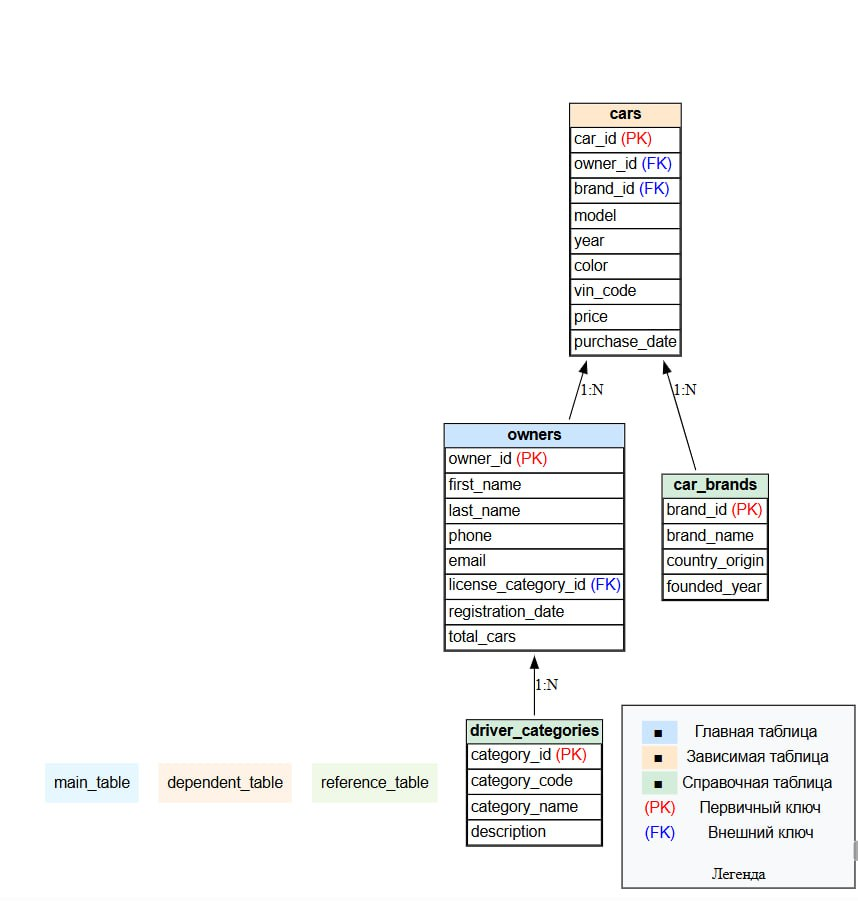 cars
car_id (PK)
owner_id (FK)
brand_id (FK)
model
year
color
vin_code
price
purchase_date
1:N
1:N
owners
owner_id (PK)
first_name
last_name
phone
email
license_category_id (FK)
registration_date
total_cars
car_brands
brand_id (PK)
brand_name
country_origin
founded_year
1:N
driver_categories
category_id (PK)
category_code
category_name
description
main_table
dependent_table
reference_table
■ Главная таблица
■ Зависимая таблица
■ Справочная таблица
(PK) Первичный ключ
(FK) Внешний ключ
Легенда